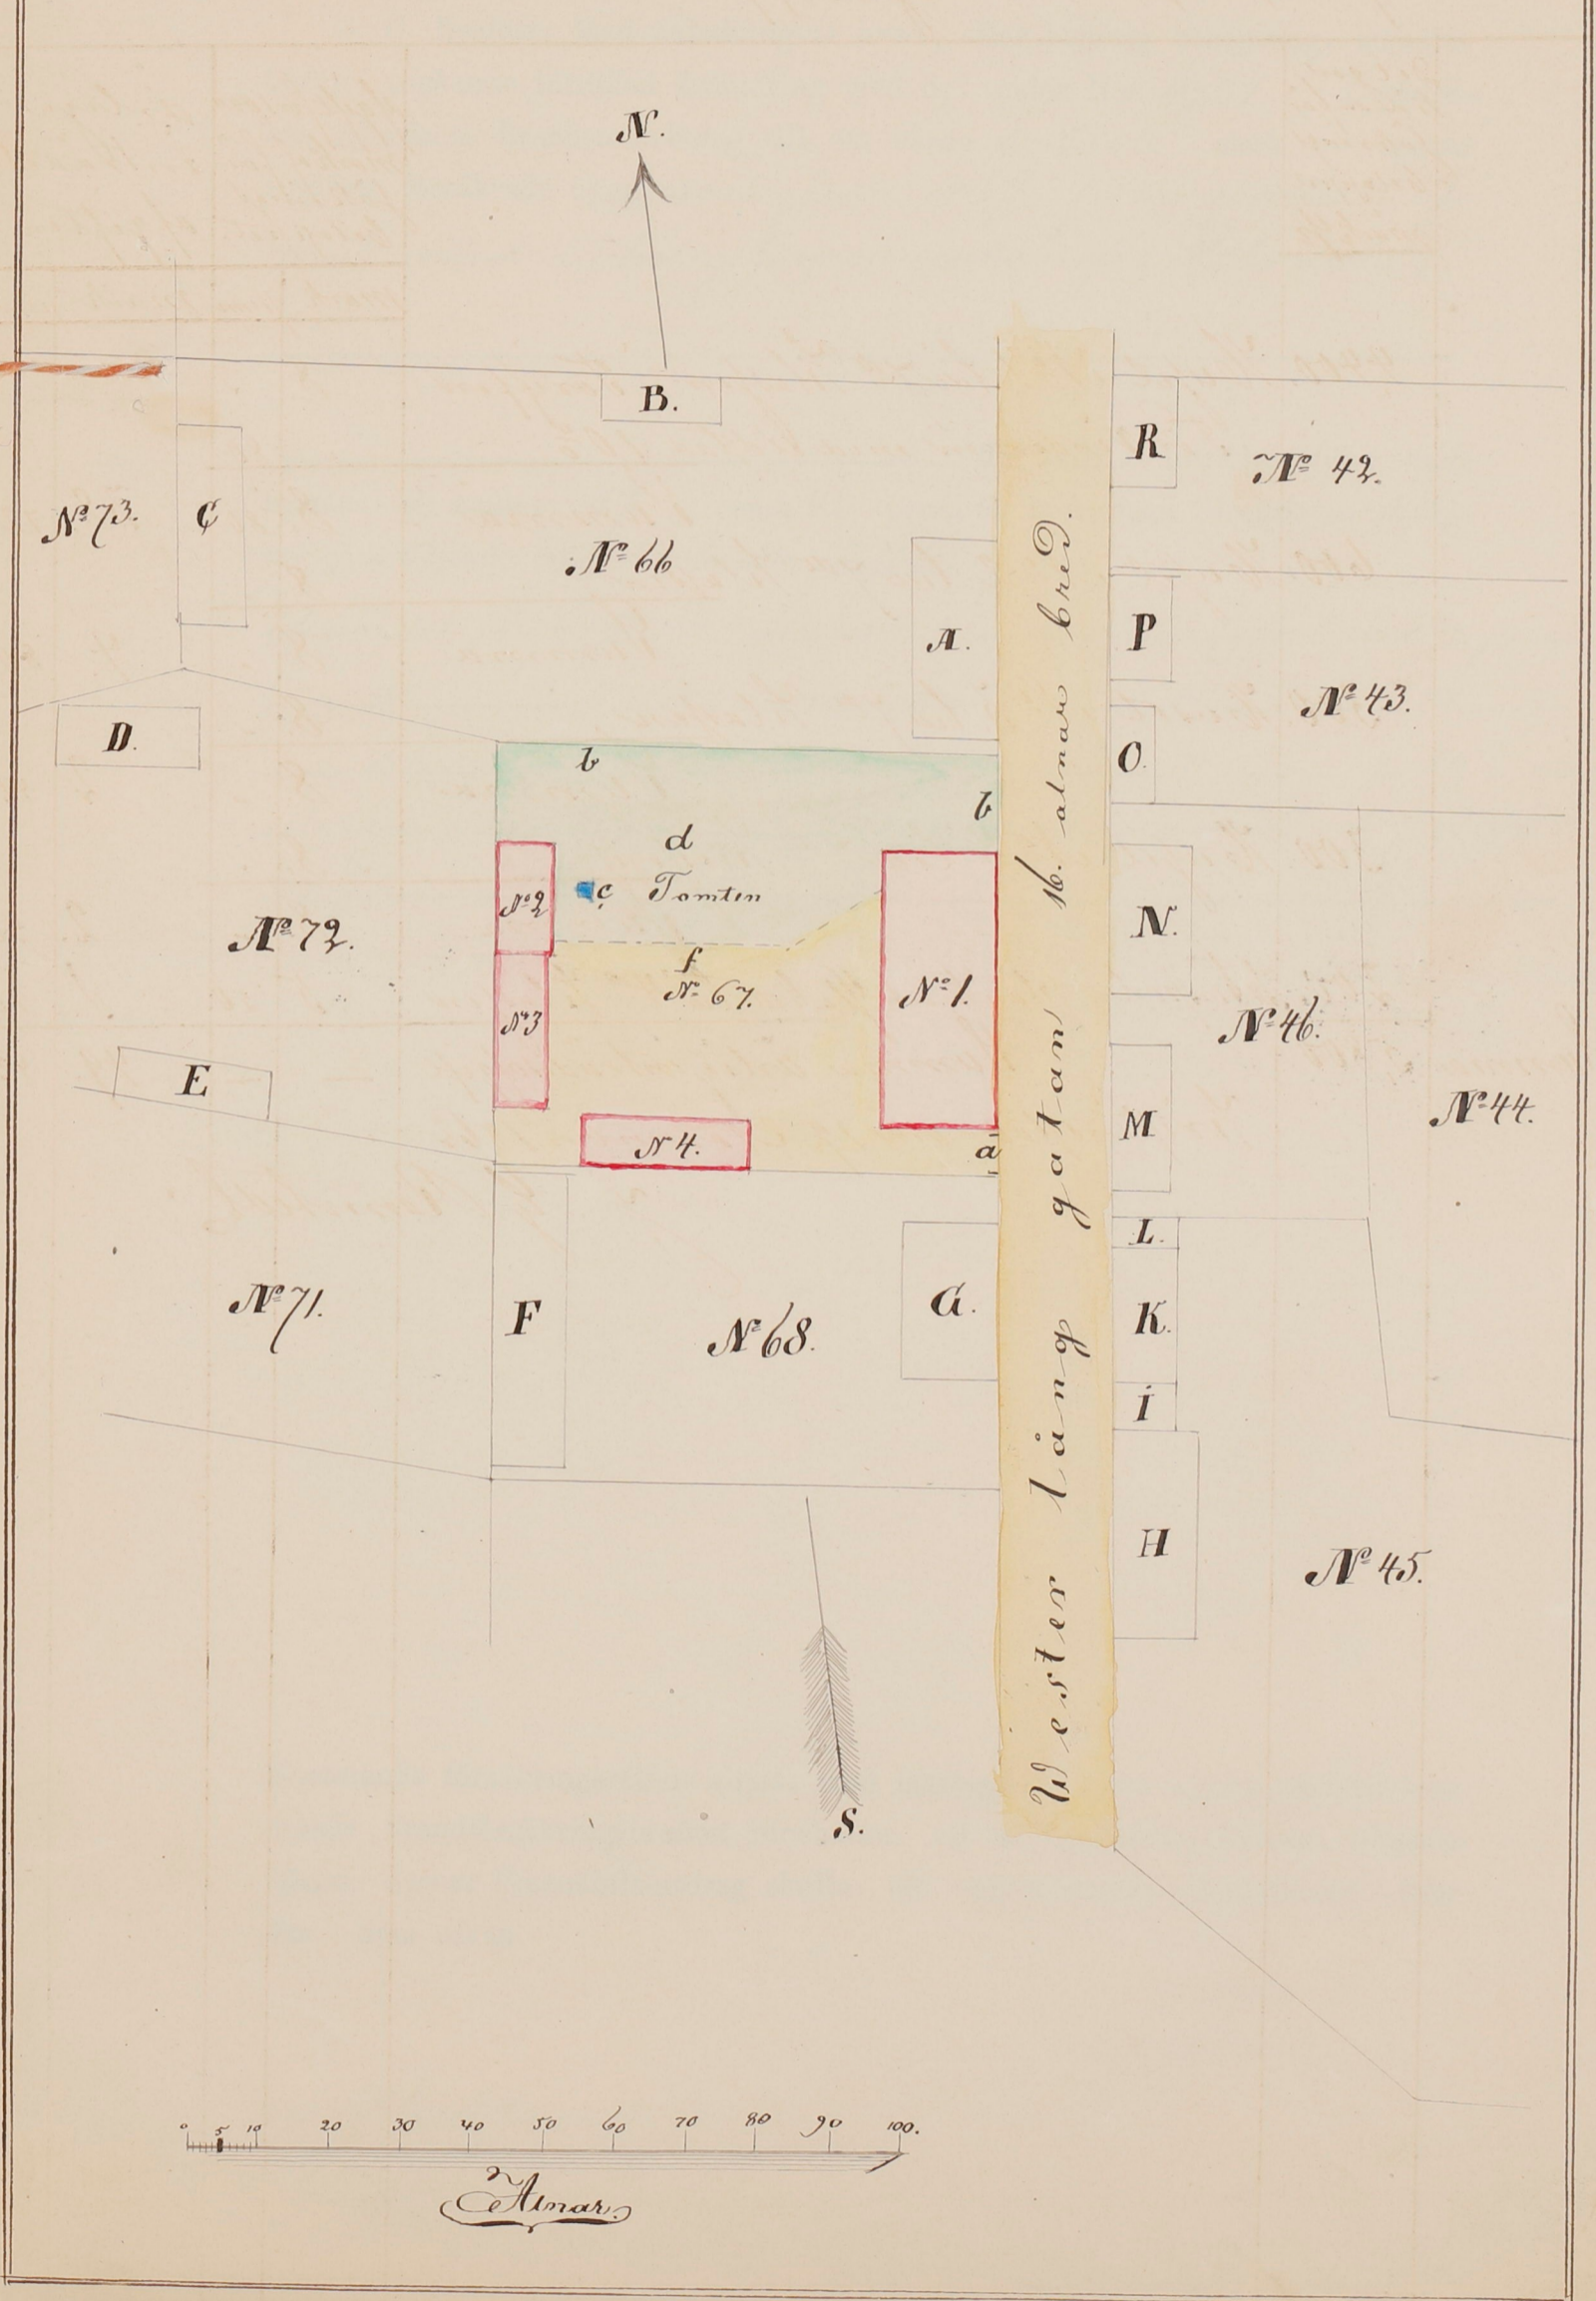 N.
B.
R
Nº 42.
Nº 73.
C
Nº 66
A.
P
Nº 43.
D.
O.
b
b
d
c Tomten
Nº 2
N.
Nº 72.
f
Nº 67.
Nº 1.
Nº 3
Nº 46.
E
Nº 44.
M
N 4.
a
L.
Nº 71.
F
Nº 68.
G.
K.
I
H
Nº 45.
Wester lång gatan 16. alnar bred.
S.
0 5 10 20 30 40 50 60 70 80 90 100.
Alnar.